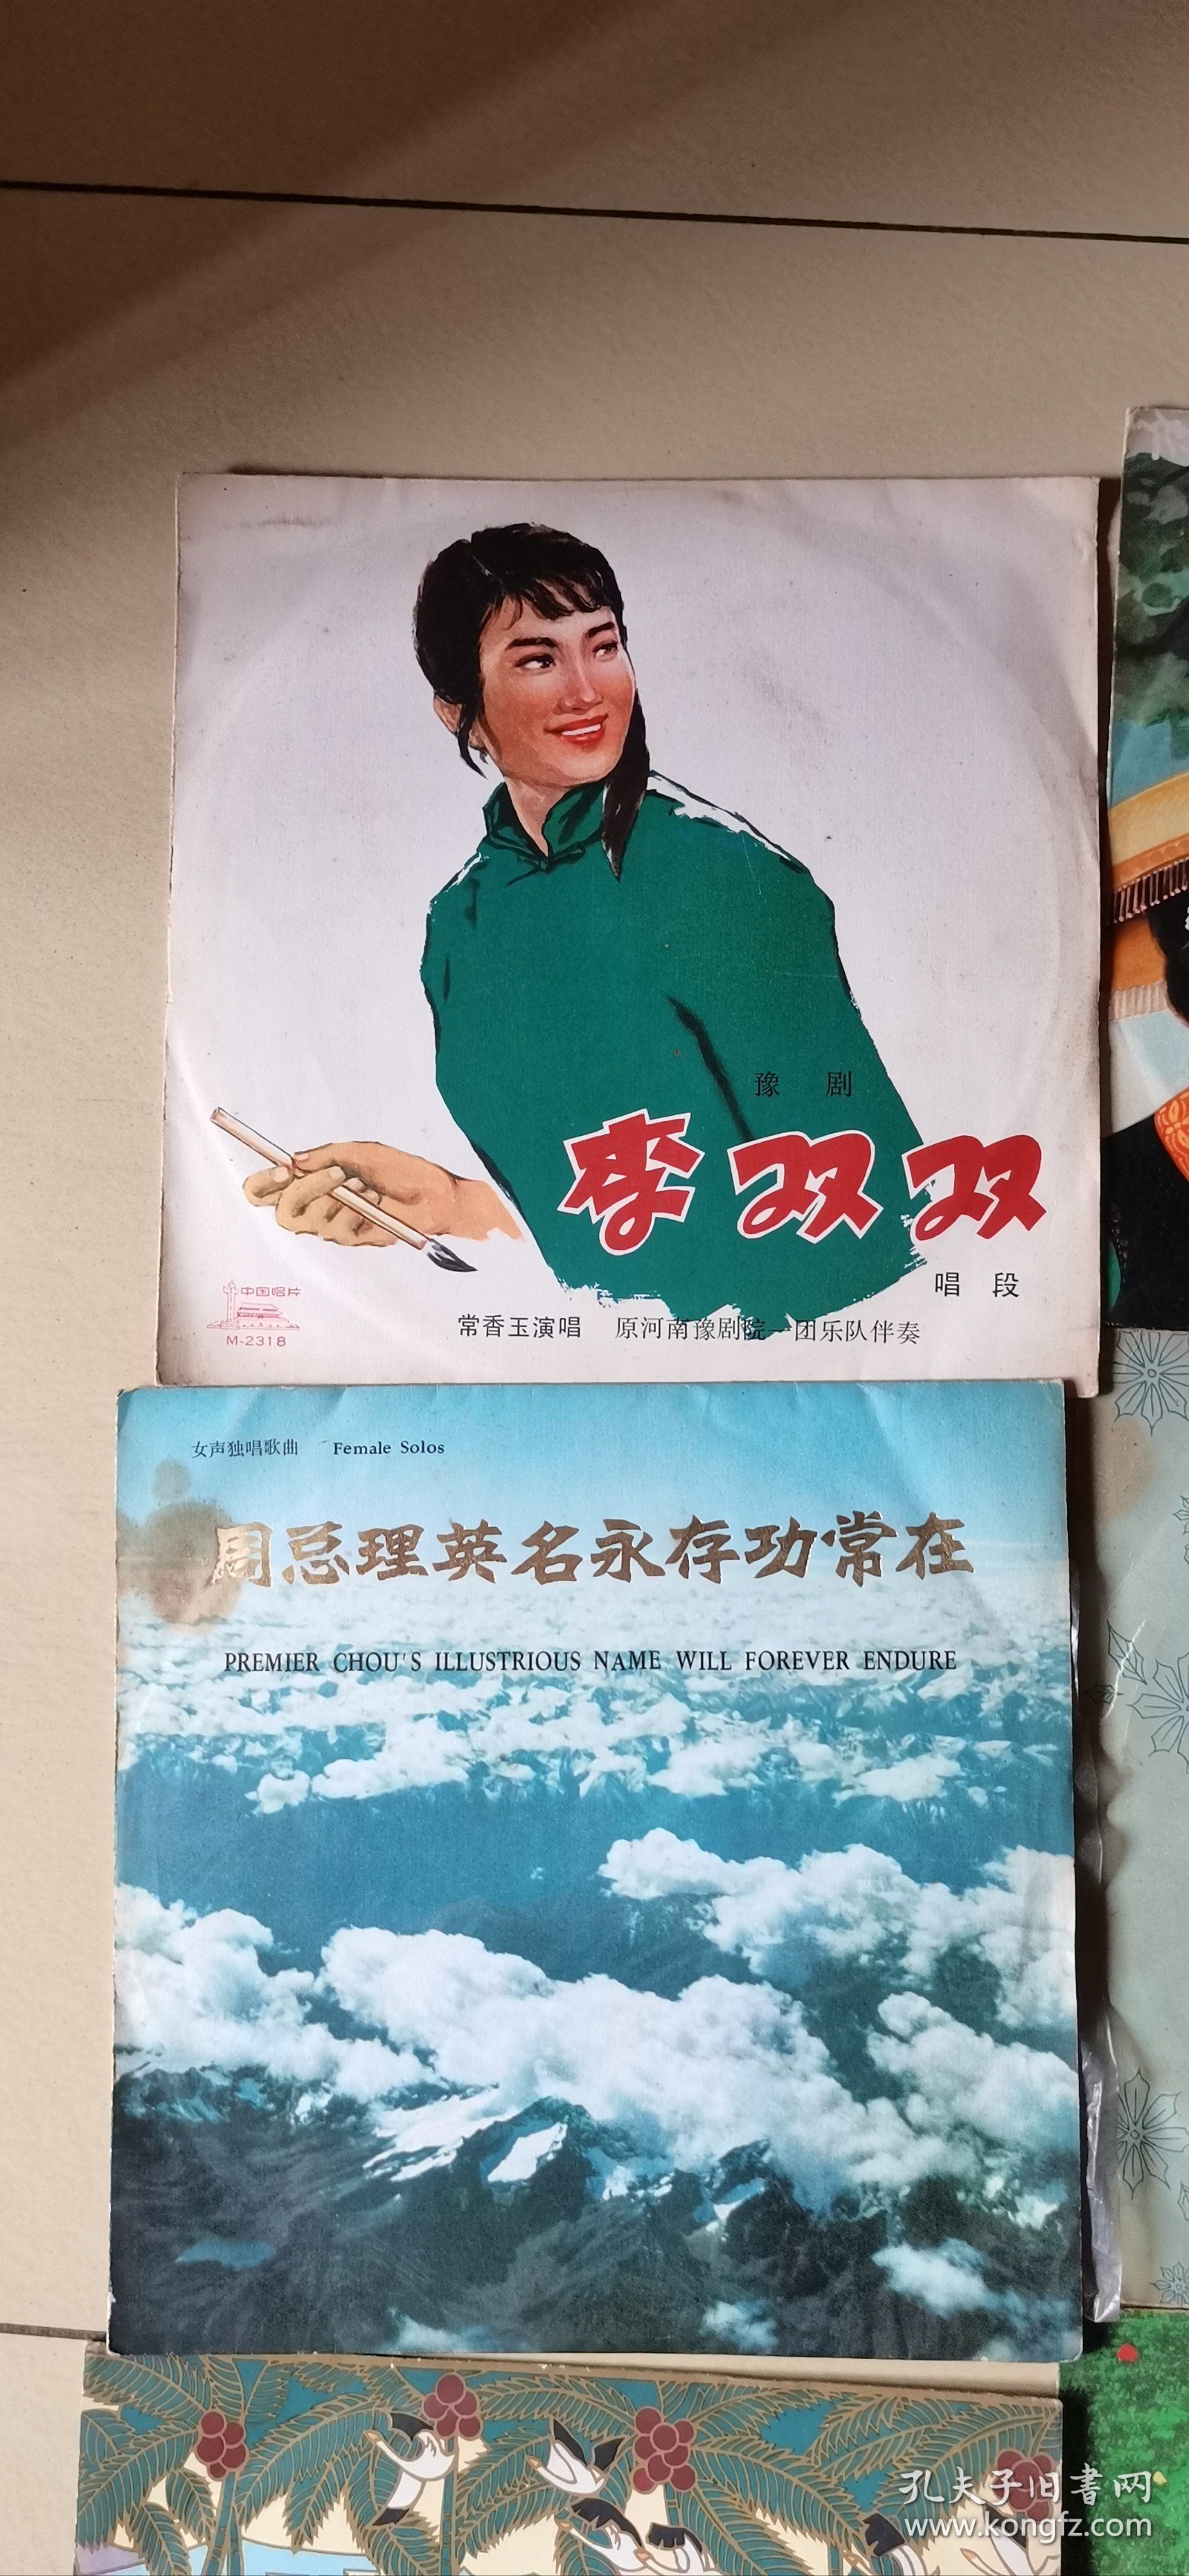 豫剧
李双双
唱段
中国唱片
M-2318
常香玉演唱 原河南豫剧院一团乐队伴奏
女声独唱歌曲 Female Solos
周总理英名永存功常在
PREMIER CHOU'S ILLUSTRIOUS NAME WILL FOREVER ENDURE
孔夫子旧書网
www.kongfz.com